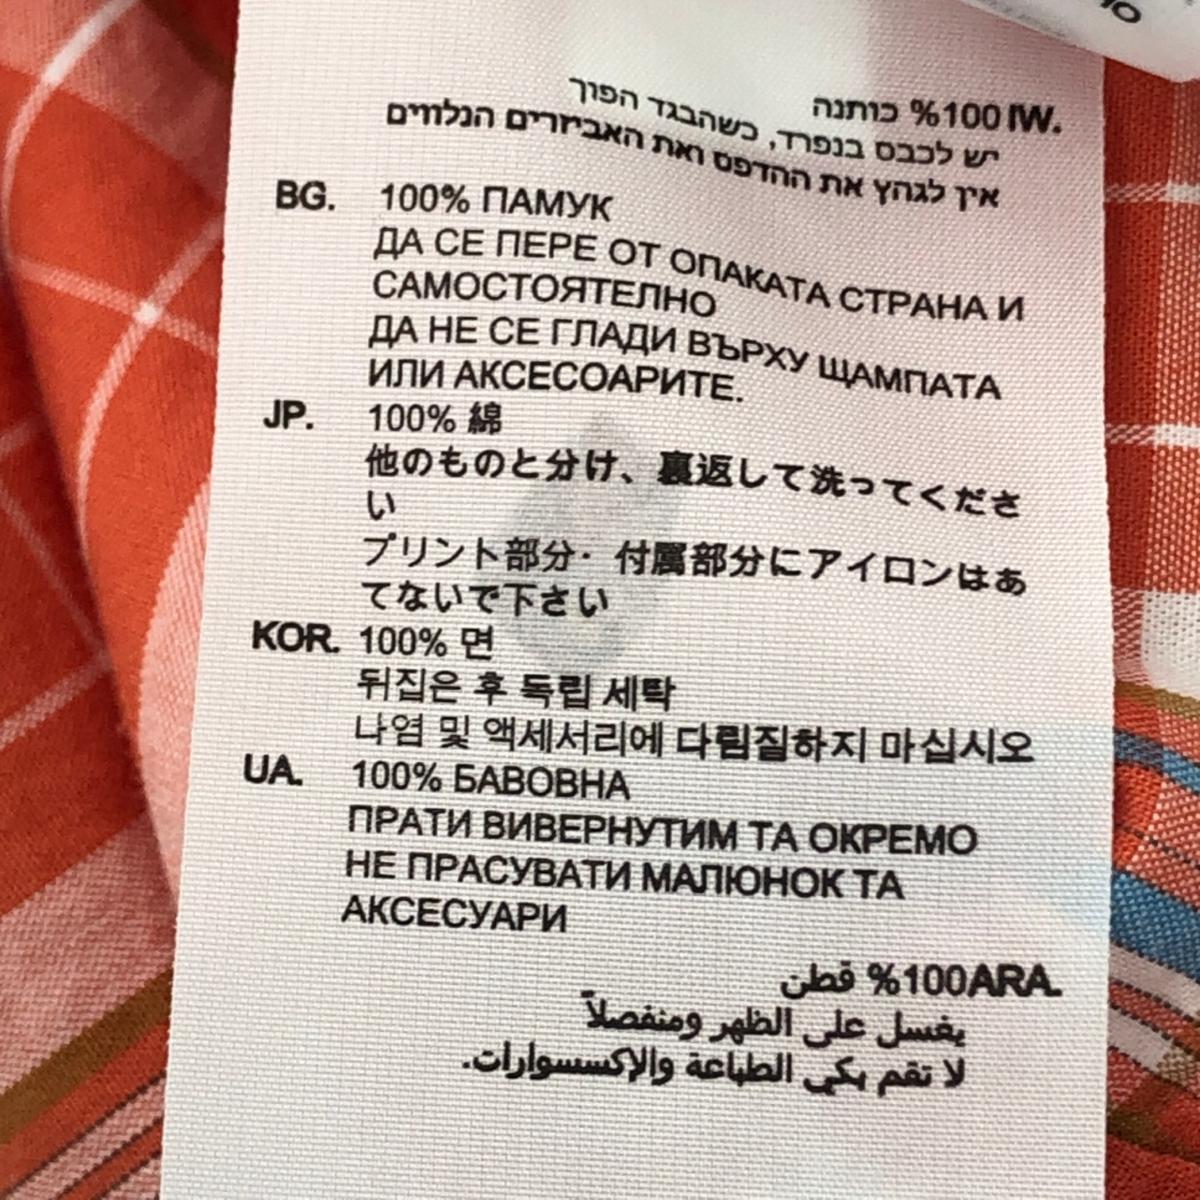 IW. 100% כותנה
יש לכבס בנפרד, כשהבגד הפוך
אין לגהץ את ההדפס ואת האביזרים הנלווים
BG. 100% ПАМУК
ДА СЕ ПЕРЕ ОТ ОПАКАТА СТРАНА И
САМОСТОЯТЕЛНО
ДА НЕ СЕ ГЛАДИ ВЪРХУ ЩАМПАТА
ИЛИ АКСЕСОАРИТЕ.
JP. 100% 綿
他のものと分け、裏返して洗ってくださ
い
プリント部分・付属部分にアイロンはあ
てないで下さい
KOR. 100% 면
뒤집은 후 독립 세탁
나염 및 액세서리에 다림질하지 마십시오
UA. 100% БАВОВНА
ПРАТИ ВИВЕРНУТИМ ТА ОКРЕМО
НЕ ПРАСУВАТИ МАЛЮНОК ТА
АКСЕСУАРИ
ARA. 100% قطن
يغسل على الظهر ومنفصلاً
لا تقم بكي الطباعة والإكسسوارات.